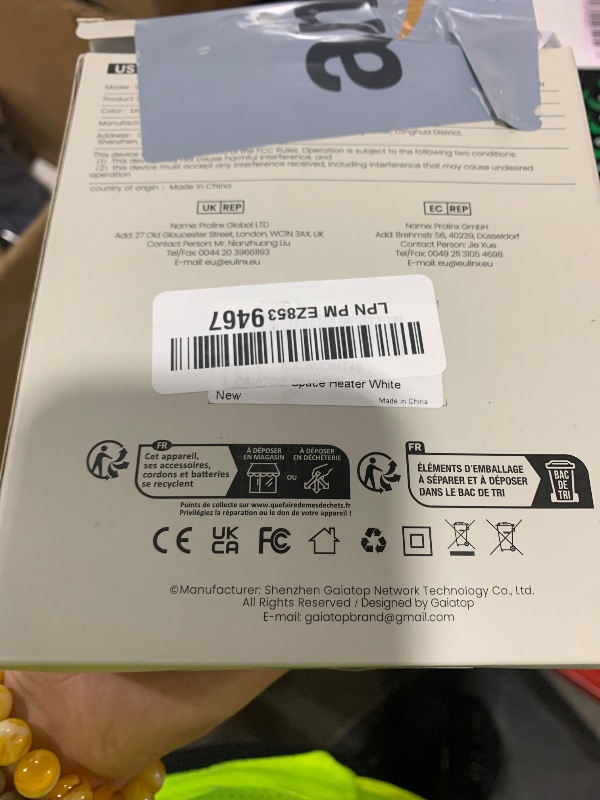 an
US
Model:
Product
Color:
Manufact
Address:
Longhua District,
Shenzhen,
This device
of the FCC Rules. Operation is subject to the following two conditions:
(1) This device may not cause harmful interference, and
(2) this device must accept any interference received, including interference that may cause undesired
operation
country of origin : Made in China
UK REP
Name: Prolinx Global LTD
Add: 27 Old Gloucester Street, London, WC1N 3AX, UK
Contact Person: Mr. Nianzhuang Liu
Tel/Fax: 0044 20 39661193
E-mail: eu@eulinx.eu
EC REP
Name: Prolinx GmbH
Add: Brehmstr 56, 40239, Düsseldorf
Contact Person: Jie Xue
Tel/Fax: 0049 211 3105 4698
E-mail: eu@eulinx.eu
LPN PM EZ853 9467
Space Heater White
New
Made in China
FR
Cet appareil,
ses accessoires,
cordons et batteries
se recyclent
À DÉPOSER
EN MAGASIN
OU
À DÉPOSER
EN DÉCHÈTERIE
Points de collecte sur www.quefairedemesdechets.fr
Privilégiez la réparation ou le don de votre appareil !
FR
ÉLÉMENTS D'EMBALLAGE
À SÉPARER ET À DÉPOSER
DANS LE BAC DE TRI
BAC
DE
TRI
CE UK
CA FC
©Manufacturer: Shenzhen Gaiatop Network Technology Co., Ltd.
All Rights Reserved / Designed by Gaiatop
E-mail: gaiatopbrand@gmail.com